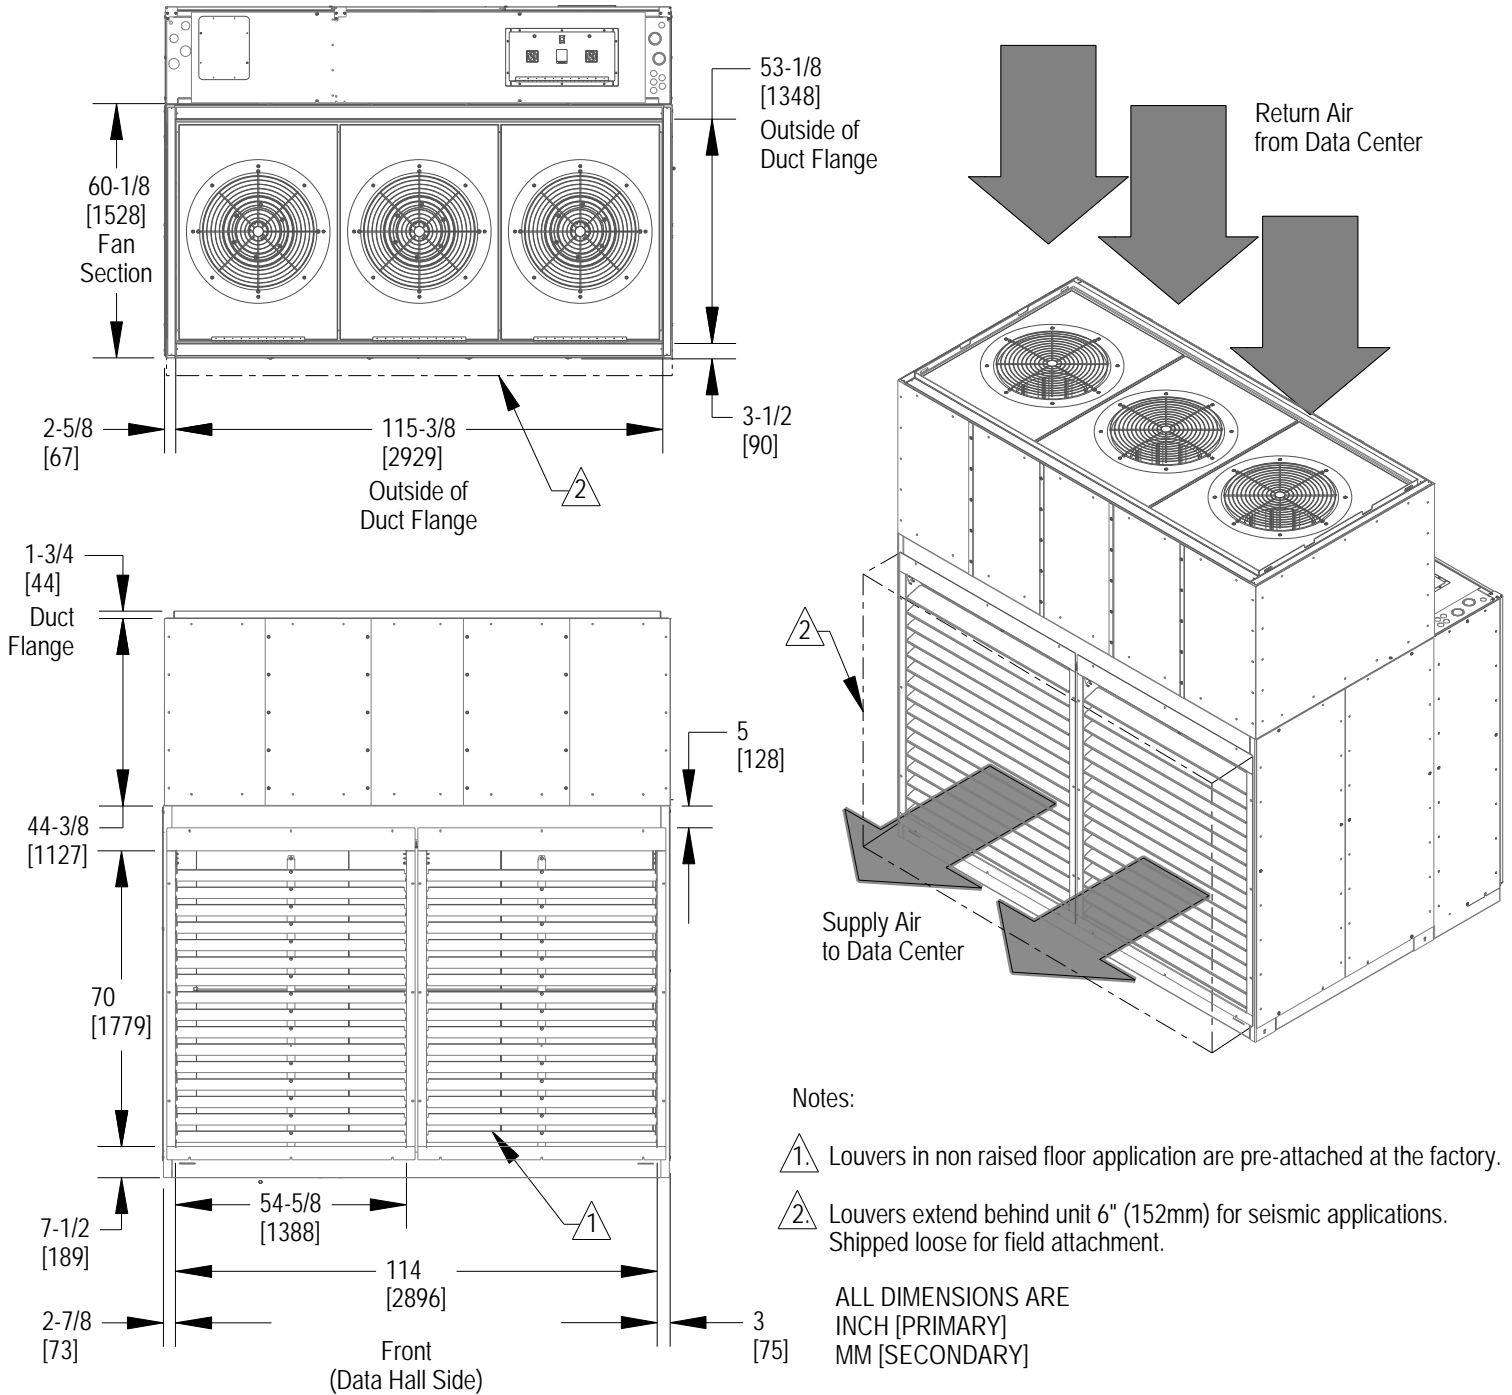 53-1/8
[1348]
Outside of
Duct Flange
Return Air
from Data Center
60-1/8
[1528]
Fan
Section
2-5/8
[67]
115-3/8
[2929]
Outside of
Duct Flange
3-1/2
[90]
2
1-3/4
[44]
Duct
Flange
2
5
[128]
44-3/8
[1127]
Supply Air
to Data Center
70
[1779]
54-5/8
[1388]
1
7-1/2
[189]
114
[2896]
2-7/8
[73]
3
[75]
Front
(Data Hall Side)
Notes:
1. Louvers in non raised floor application are pre-attached at the factory.
2. Louvers extend behind unit 6" (152mm) for seismic applications.
Shipped loose for field attachment.
ALL DIMENSIONS ARE
INCH [PRIMARY]
MM [SECONDARY]